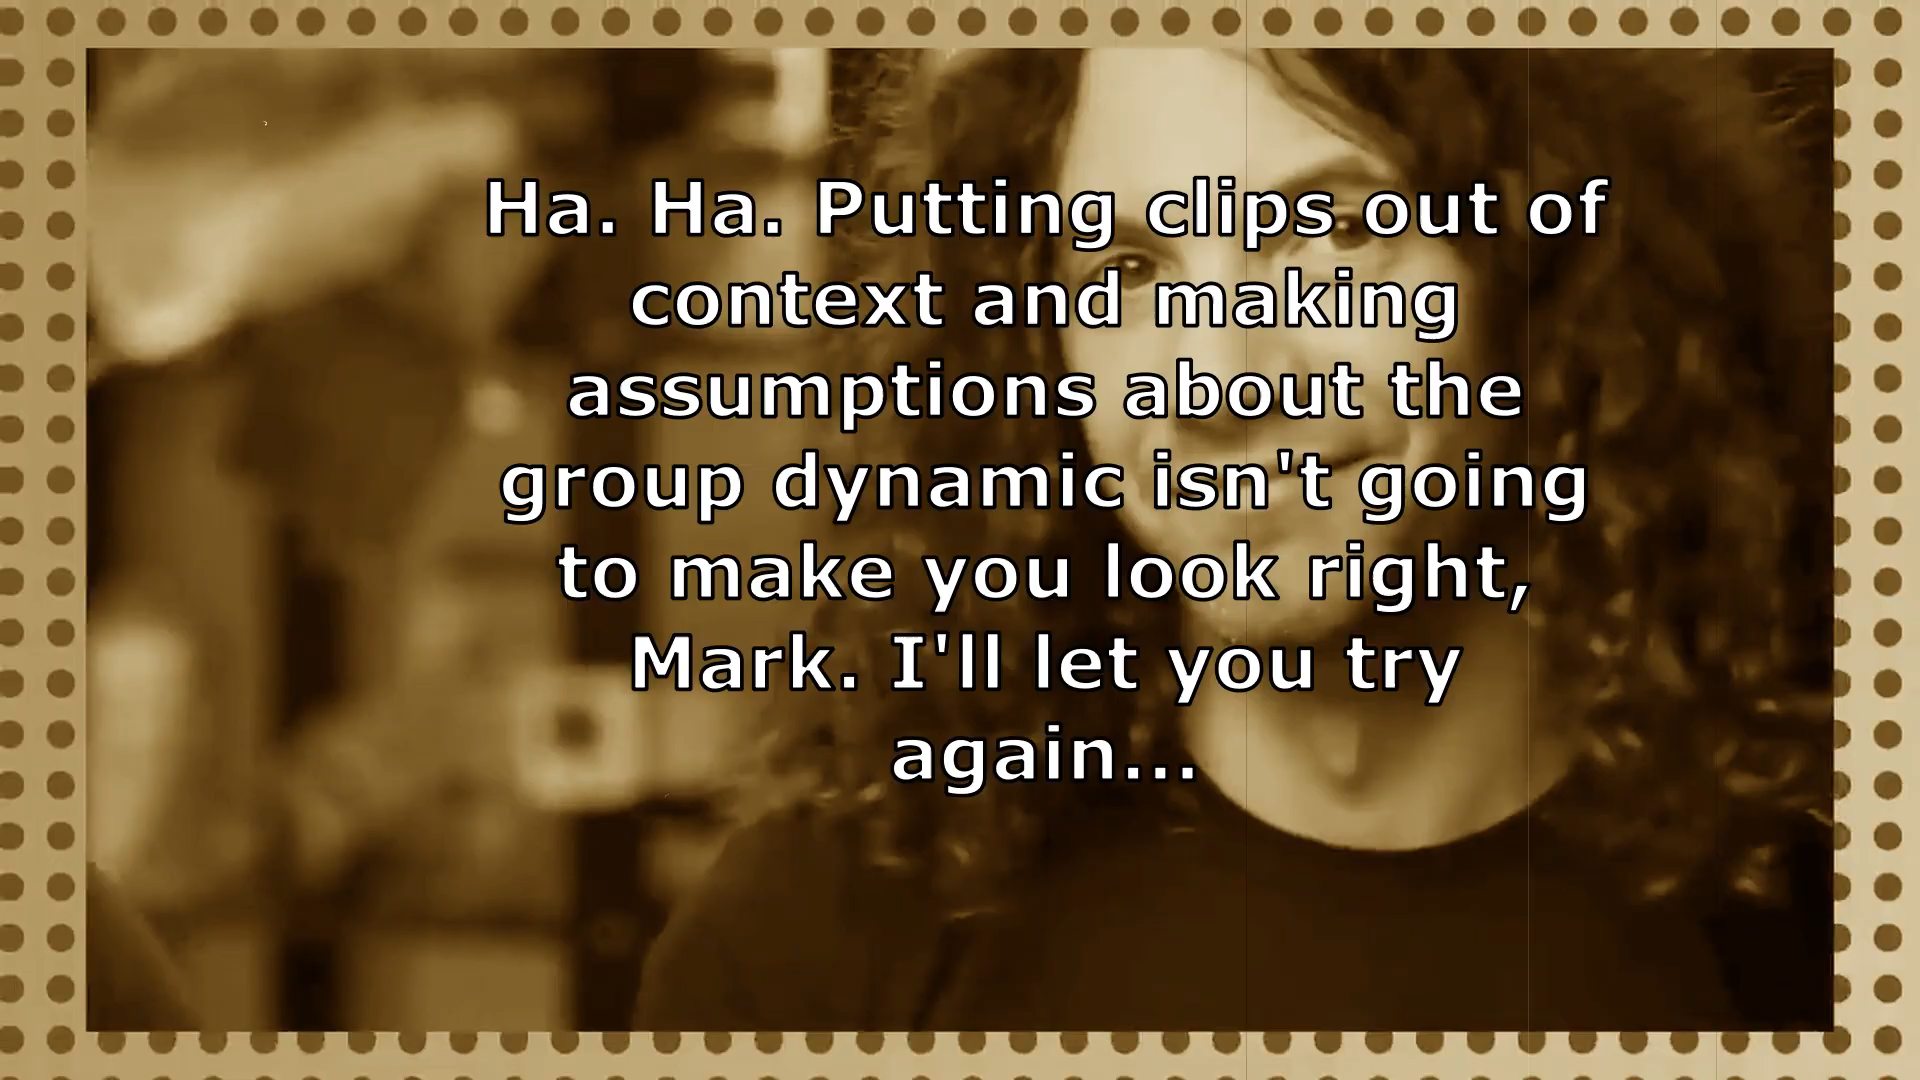 Ha. Ha. Putting clips out of
context and making
assumptions about the
group dynamic isn't going
to make you look right,
Mark. I'll let you try
again...